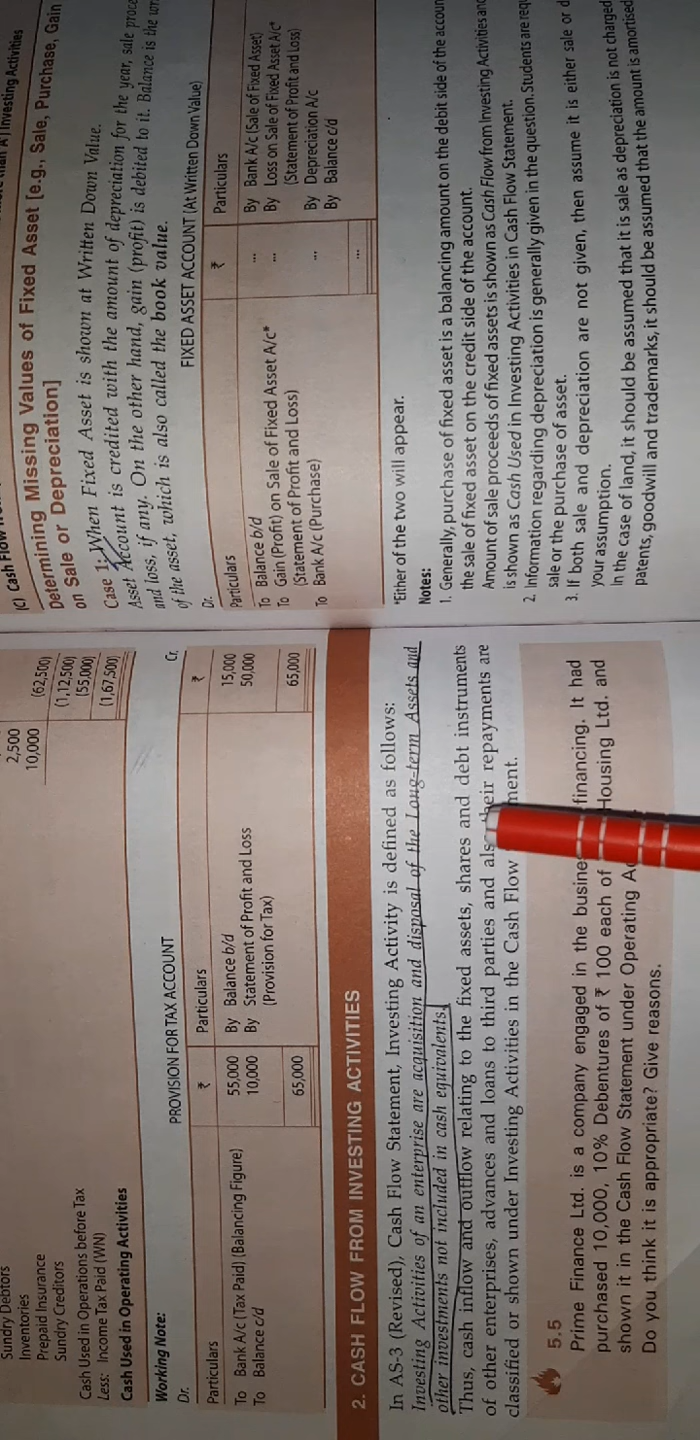 Sundry Debtors
Inventories 2,500
Prepaid Insurance 10,000
Sundry Creditors (62,500)
Cash Used in Operations before Tax (1,12,500)
Less: Income Tax Paid (WN) (55,000)
Cash Used in Operating Activities (1,67,500)
Working Note:
Dr. PROVISION FOR TAX ACCOUNT Cr.
Particulars ₹ Particulars ₹
To Bank A/c (Tax Paid) (Balancing Figure) 55,000 By Balance b/d 15,000
To Balance c/d 10,000 By Statement of Profit and Loss 50,000
(Provision for Tax)
65,000 65,000
2. CASH FLOW FROM INVESTING ACTIVITIES
In AS-3 (Revised), Cash Flow Statement, Investing Activity is defined as follows:
Investing Activities of an enterprise are acquisition and disposal of the Long-term Assets and
other investments not included in cash equivalents.
Thus, cash inflow and outflow relating to the fixed assets, shares and debt instruments
of other enterprises, advances and loans to third parties and als their repayments are
classified or shown under Investing Activities in the Cash Flow ment.
5.5
Prime Finance Ltd. is a company engaged in the busine financing. It had
purchased 10,000, 10% Debentures of ₹ 100 each of Housing Ltd. and
shown it in the Cash Flow Statement under Operating Ac
Do you think it is appropriate? Give reasons.
(C) Cash Flow Investing Activities
Determining Missing Values of Fixed Asset [e.g., Sale, Purchase, Gain
on Sale or Depreciation]
Case 1: When Fixed Asset is shown at Written Down Value.
Asset Account is credited with the amount of depreciation for the year, sale proce
and loss, if any. On the other hand, gain (profit) is debited to it. Balance is the wri
of the asset, which is also called the book value.
FIXED ASSET ACCOUNT (At Written Down Value)
Dr.
Particulars ₹ Particulars
To Balance b/d ... By Bank A/c (Sale of Fixed Asset)
To Gain (Profit) on Sale of Fixed Asset A/c* ... By Loss on Sale of Fixed Asset A/c*
(Statement of Profit and Loss) (Statement of Profit and Loss)
To Bank A/c (Purchase) ... By Depreciation A/c
By Balance c/d
...
*Either of the two will appear.
Notes:
1. Generally, purchase of fixed asset is a balancing amount on the debit side of the accoun
the sale of fixed asset on the credit side of the account.
Amount of sale proceeds of fixed assets is shown as Cash Flow from Investing Activities and
is shown as Cash Used in Investing Activities in Cash Flow Statement.
2. Information regarding depreciation is generally given in the question. Students are requ
sale or the purchase of asset.
3. If both sale and depreciation are not given, then assume it is either sale or d
your assumption.
In the case of land, it should be assumed that it is sale as depreciation is not charged
patents, goodwill and trademarks, it should be assumed that the amount is amortised